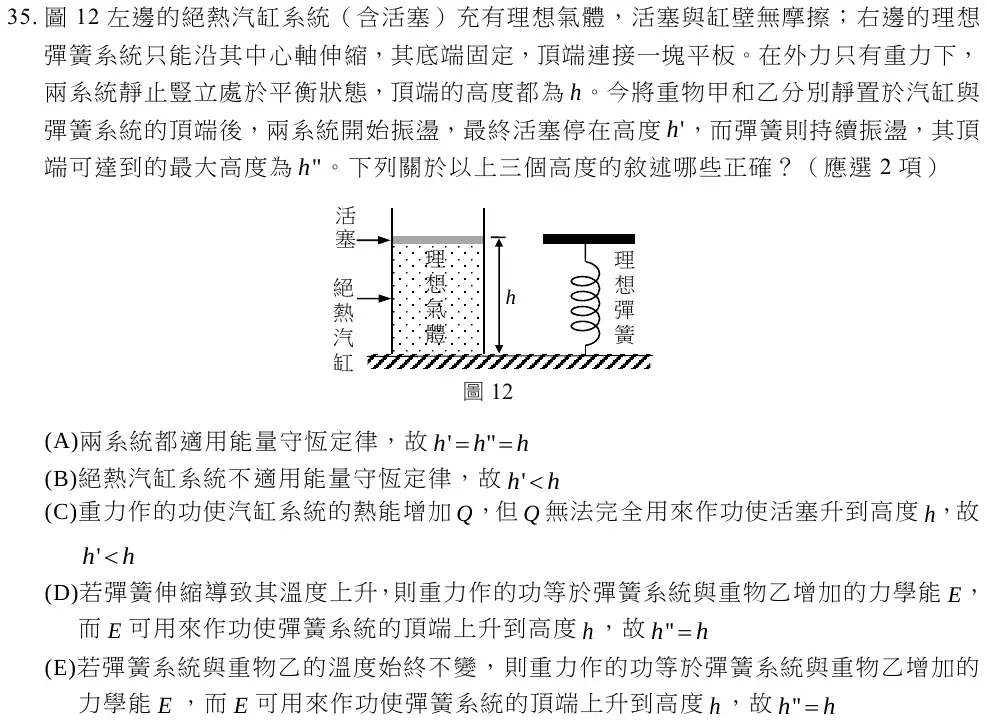 35. 圖 12 左邊的絕熱汽缸系統（含活塞）充有理想氣體，活塞與缸壁無摩擦；右邊的理想
彈簧系統只能沿其中心軸伸縮，其底端固定，頂端連接一塊平板。在外力只有重力下，
兩系統靜止豎立處於平衡狀態，頂端的高度都為 h。今將重物甲和乙分別靜置於汽缸與
彈簧系統的頂端後，兩系統開始振盪，最終活塞停在高度 h'，而彈簧則持續振盪，其頂
端可達到的最大高度為 h"。下列關於以上三個高度的敘述哪些正確？（應選 2 項）
活塞
絕熱汽缸
理想氣體
h
理想彈簧
圖 12
(A)兩系統都適用能量守恆定律，故 h' = h" = h
(B)絕熱汽缸系統不適用能量守恆定律，故 h' < h
(C)重力作的功使汽缸系統的熱能增加 Q，但 Q 無法完全用來作功使活塞升到高度 h，故
h' < h
(D)若彈簧伸縮導致其溫度上升，則重力作的功等於彈簧系統與重物乙增加的力學能 E，
而 E 可用來作功使彈簧系統的頂端上升到高度 h，故 h" = h
(E)若彈簧系統與重物乙的溫度始終不變，則重力作的功等於彈簧系統與重物乙增加的
力學能 E，而 E 可用來作功使彈簧系統的頂端上升到高度 h，故 h" = h